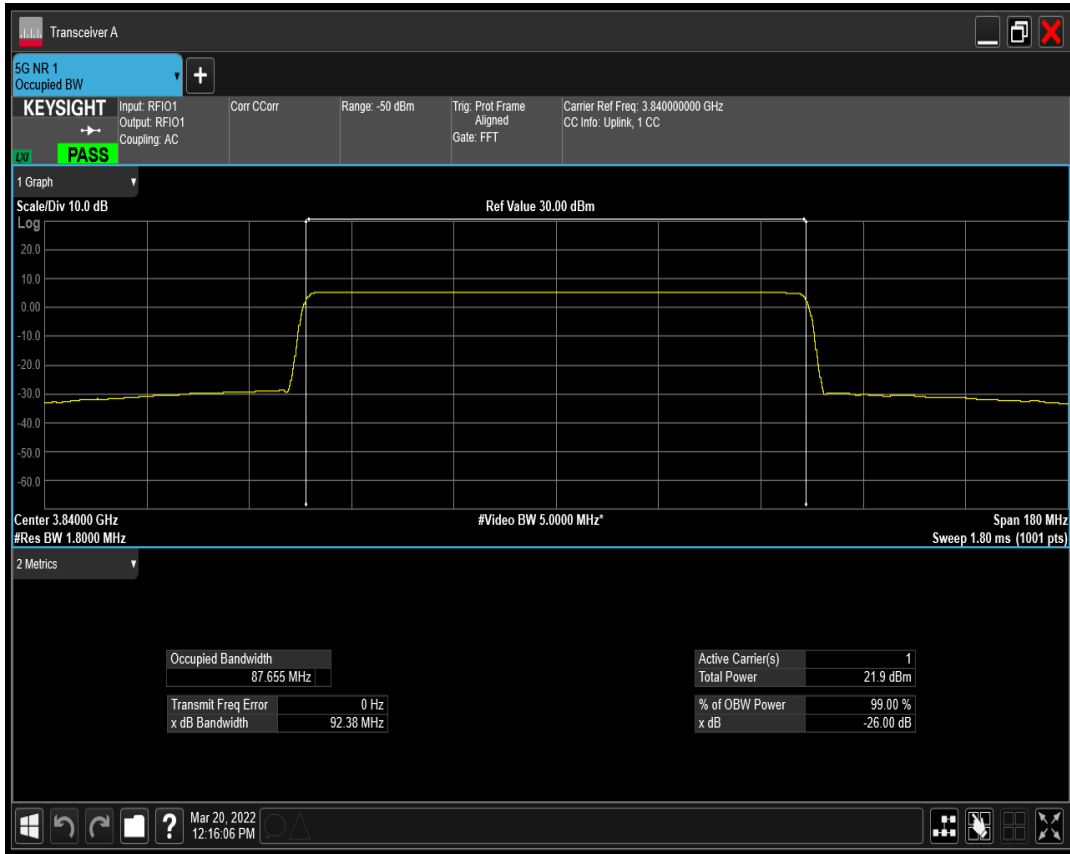 Transceiver A
5G NR 1
Occupied BW
+
KEYSIGHT
LXI
PASS
Input: RFIO1
Output: RFIO1
Coupling: AC
Corr CCorr
Range: -50 dBm
Trig: Prot Frame
Aligned
Gate: FFT
Carrier Ref Freq: 3.840000000 GHz
CC Info: Uplink, 1 CC
1 Graph
Scale/Div 10.0 dB
Ref Value 30.00 dBm
Log
20.0
10.0
0.00
-10.0
-20.0
-30.0
-40.0
-50.0
-60.0
Center 3.84000 GHz
#Video BW 5.0000 MHz*
Span 180 MHz
#Res BW 1.8000 MHz
Sweep 1.80 ms (1001 pts)
2 Metrics
Occupied Bandwidth
87.655 MHz
Transmit Freq Error 0 Hz
x dB Bandwidth 92.38 MHz
Active Carrier(s) 1
Total Power 21.9 dBm
% of OBW Power 99.00 %
x dB -26.00 dB
?
Mar 20, 2022
12:16:06 PM